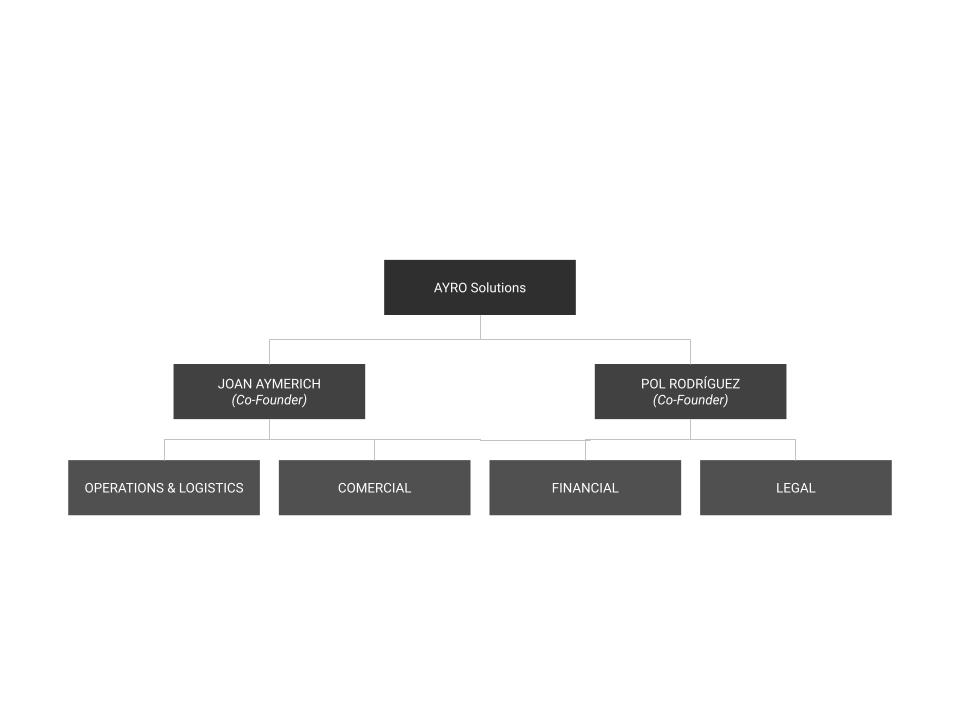 AYRO Solutions
JOAN AYMERICH
(Co-Founder)
POL RODRÍGUEZ
(Co-Founder)
OPERATIONS & LOGISTICS
COMERCIAL
FINANCIAL
LEGAL